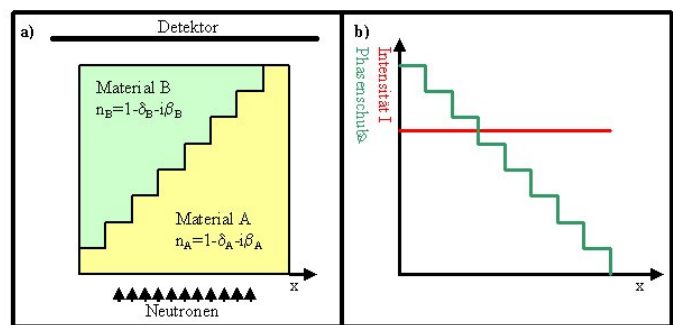 a)
Detektor
Material B
n_B=1-δ_B-iβ_B
Material A
n_A=1-δ_A-iβ_A
x
Neutronen
b)
Intensität I
Phasenschub φ
x